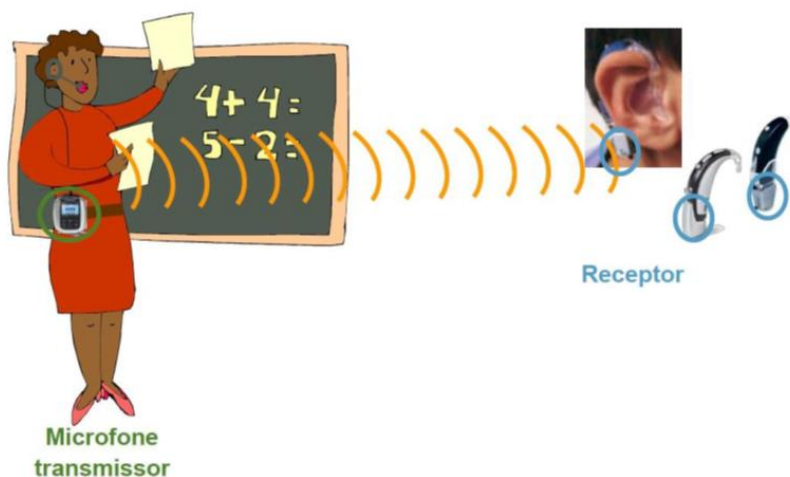 4+ 4=
5- 2=
Receptor
Microfone
transmissor